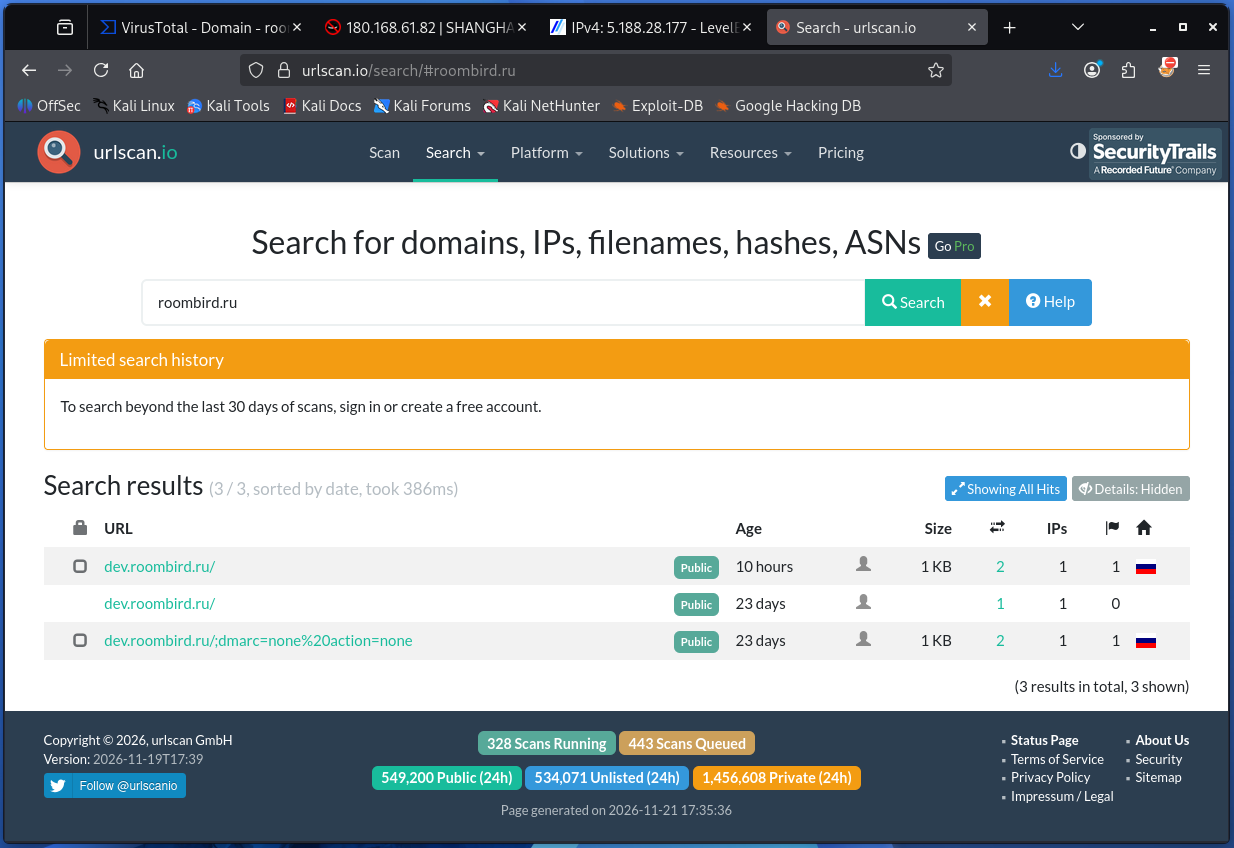 VirusTotal - Domain - roo
180.168.61.82 | SHANGHA
IPv4: 5.188.28.177 - Level
Search - urlscan.io
urlscan.io/search/#roombird.ru
OffSec Kali Linux Kali Tools Kali Docs Kali Forums Kali NetHunter Exploit-DB Google Hacking DB
urlscan.io
Scan Search Platform Solutions Resources Pricing
Sponsored by
SecurityTrails
A Recorded Future® Company
Search for domains, IPs, filenames, hashes, ASNs Go Pro
roombird.ru
Search Help
Limited search history
To search beyond the last 30 days of scans, sign in or create a free account.
Search results (3 / 3, sorted by date, took 386ms)
Showing All Hits Details: Hidden
URL Age Size IPs
dev.roombird.ru/ Public 10 hours 1 KB 2 1 1
dev.roombird.ru/ Public 23 days 1 1 0
dev.roombird.ru/;dmarc=none%20action=none Public 23 days 1 KB 2 1 1
(3 results in total, 3 shown)
Copyright © 2026, urlscan GmbH
Version: 2026-11-19T17:39
Follow @urlscanio
328 Scans Running 443 Scans Queued
549,200 Public (24h) 534,071 Unlisted (24h) 1,456,608 Private (24h)
Page generated on 2026-11-21 17:35:36
Status Page
Terms of Service
Privacy Policy
Impressum / Legal
About Us
Security
Sitemap